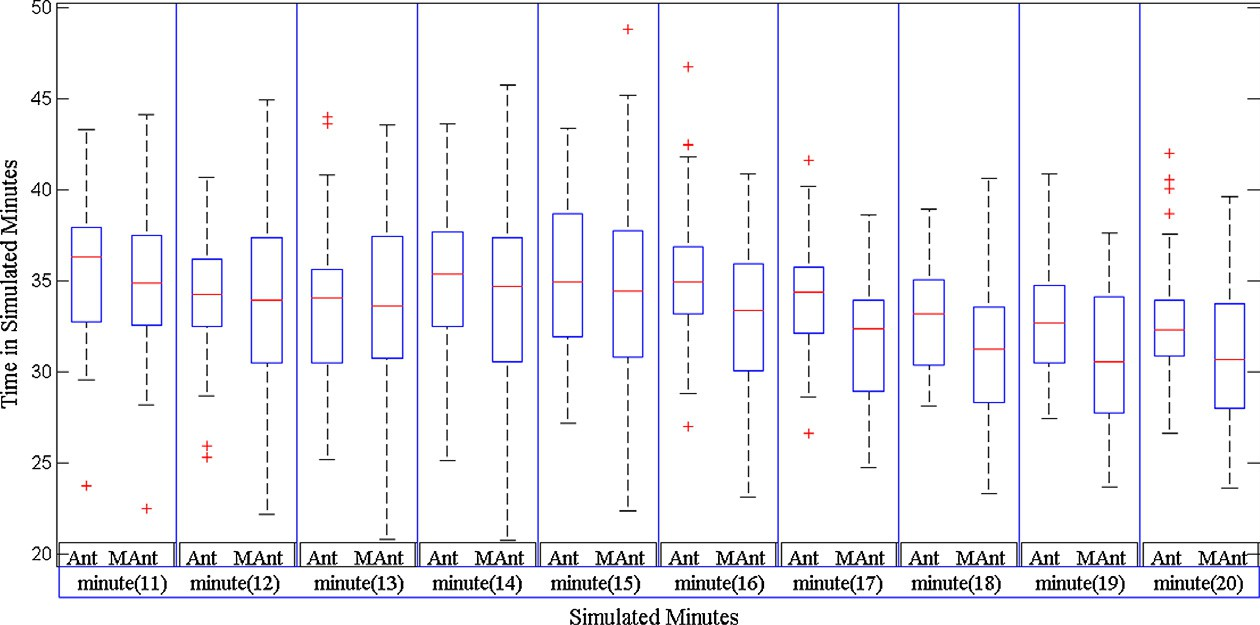 50
45
40
35
30
25
20
Time in Simulated Minutes
Ant MAnt Ant MAnt Ant MAnt Ant MAnt Ant MAnt Ant MAnt Ant MAnt Ant MAnt Ant MAnt Ant MAnt
minute(11) minute(12) minute(13) minute(14) minute(15) minute(16) minute(17) minute(18) minute(19) minute(20)
Simulated Minutes